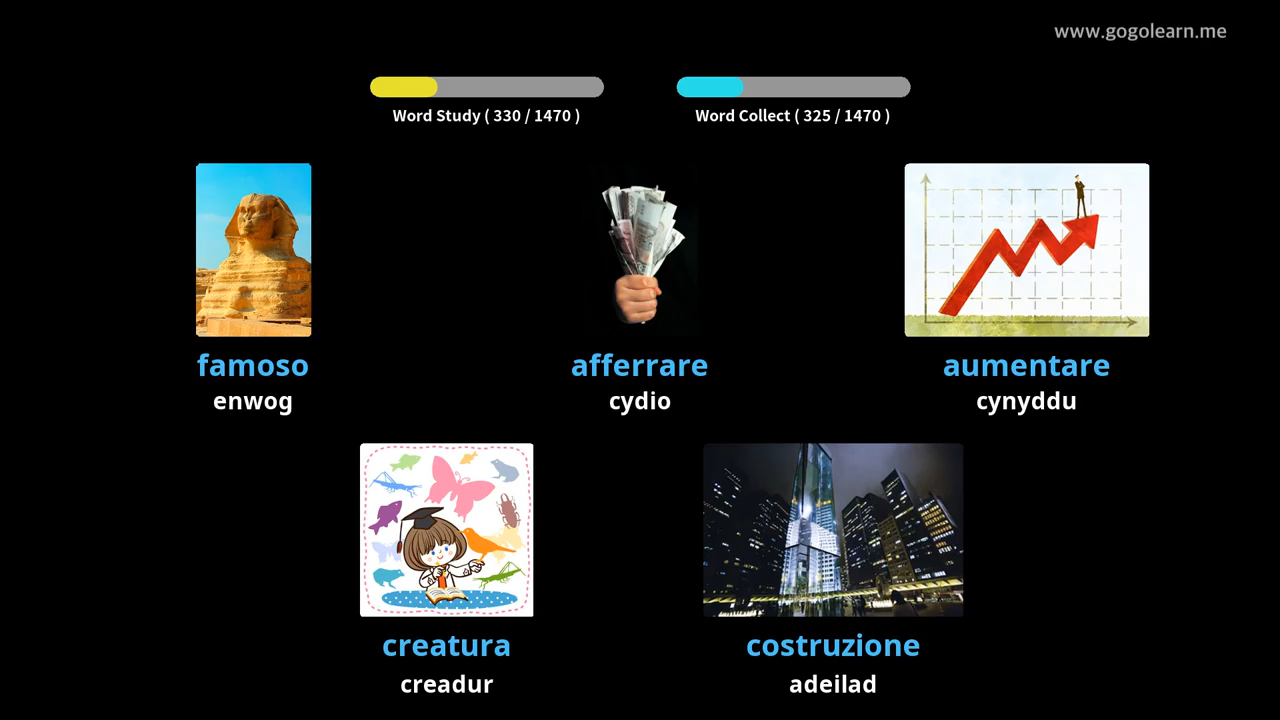 www.gogolearn.me
Word Study ( 330 / 1470 )
Word Collect ( 325 / 1470 )
famoso
enwog
afferrare
cydio
aumentare
cynyddu
creatura
creadur
costruzione
adeilad